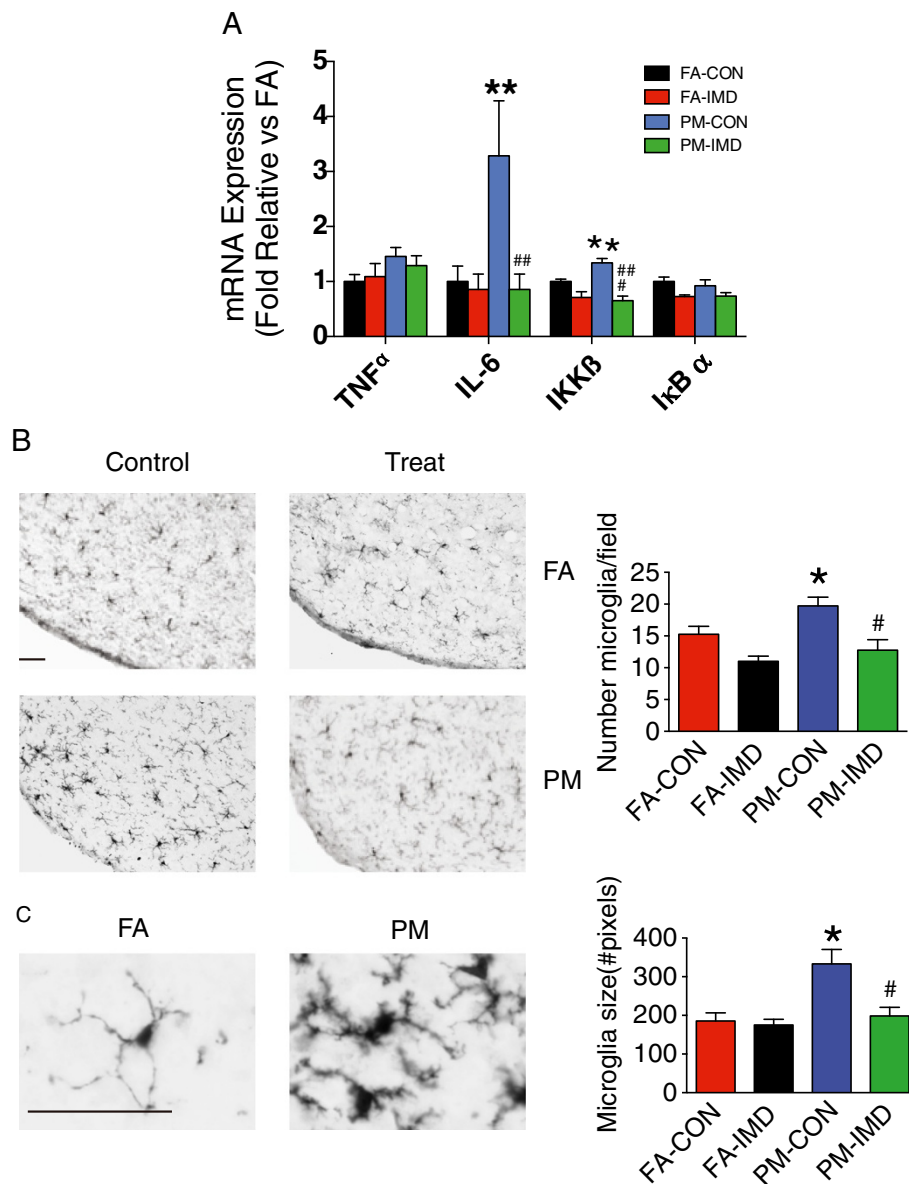 A
mRNA Expression
(Fold Relative vs FA)
5
4
3
2
1
0
**
##
**
##
#
FA-CON
FA-IMD
PM-CON
PM-IMD
TNFα
IL-6
IKKß
IκB α
B
Control
Treat
FA
PM
Number microglia/field
25
20
15
10
5
0
*
#
FA-CON
FA-IMD
PM-CON
PM-IMD
C
FA
PM
Microglia size(#pixels)
400
300
200
100
0
*
#
FA-CON
FA-IMD
PM-CON
PM-IMD